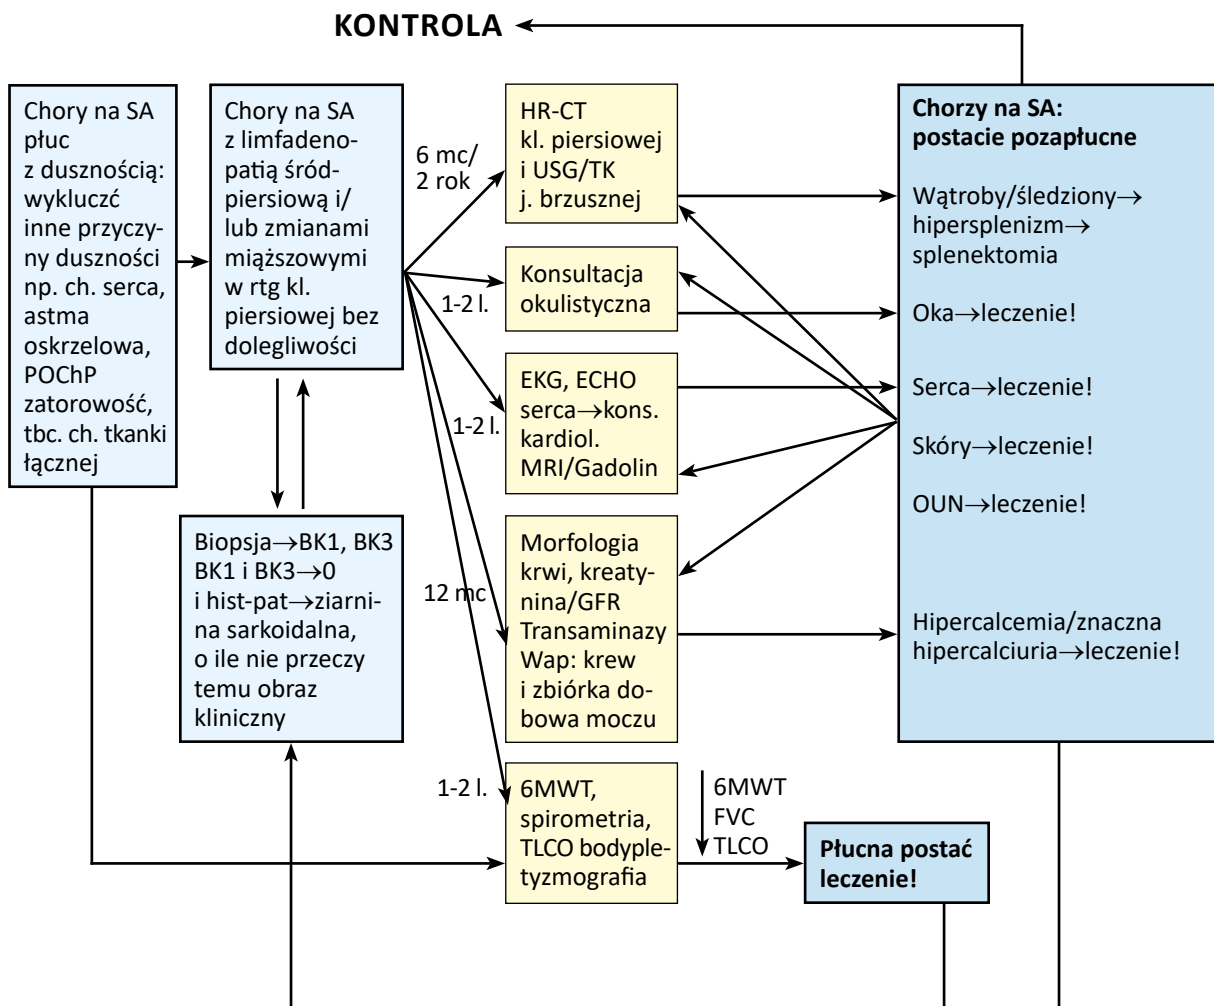 KONTROLA
Chory na SA
płuc
z dusznością:
wykluczć
inne przyczy-
ny duszności
np. ch. serca,
astma
oskrzelowa,
POChP
zatorowość,
tbc. ch. tkanki
łącznej
Chory na SA
z limfadeno-
patią śród-
piersiową i/
lub zmianami
miąższowymi
w rtg kl.
piersiowej bez
dolegliwości
Biopsja→BK1, BK3
BK1 i BK3→0
i hist-pat→ziarni-
na sarkoidalna,
o ile nie przeczy
temu obraz
kliniczny
6 mc/
2 rok
1-2 l.
1-2 l.
12 mc
1-2 l.
HR-CT
kl. piersiowej
i USG/TK
j. brzusznej
Konsultacja
okulistyczna
EKG, ECHO
serca→kons.
kardiol.
MRI/Gadolin
Morfologia
krwi, kreaty-
nina/GFR
Transaminazy
Wap: krew
i zbiórka do-
bowa moczu
6MWT,
spirometria,
TLCO bodyple-
tyzmografia
6MWT
FVC
TLCO
Płucna postać
leczenie!
Chorzy na SA:
postacie pozapłucne
Wątroby/śledziony→
hipersplenizm→
splenektomia
Oka→leczenie!
Serca→leczenie!
Skóry→leczenie!
OUN→leczenie!
Hipercalcemia/znaczna
hipercalciuria→leczenie!